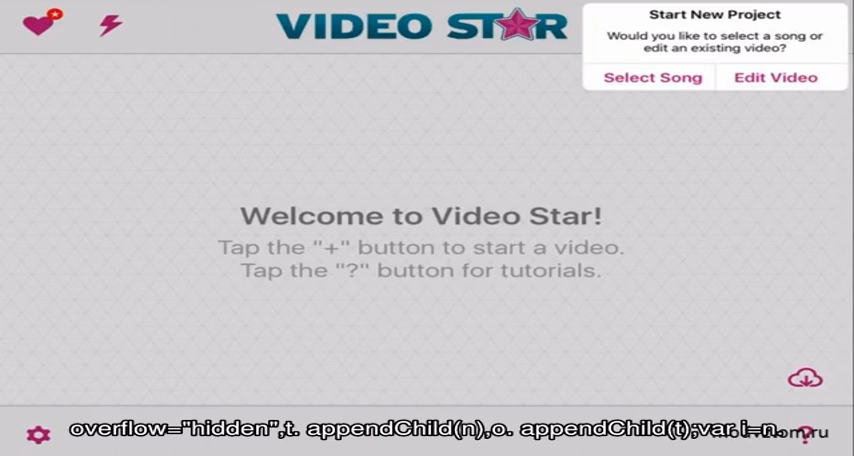 VIDEO STAR
Start New Project
Would you like to select a song or
edit an existing video?
Select Song
Edit Video
Welcome to Video Star!
Tap the "+" button to start a video.
Tap the "?" button for tutorials.
overflow="hidden",t. appendChild(n),o. appendChild(t);var i=n.